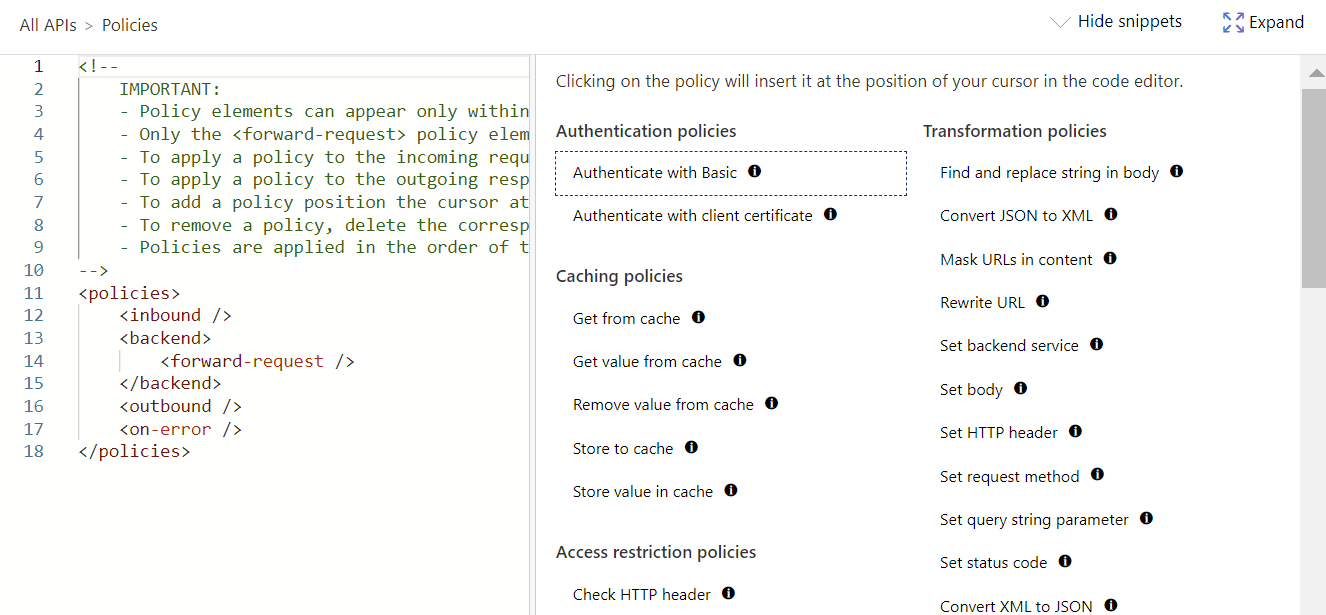 All APIs > Policies
Hide snippets
Expand
1 <!--
2 IMPORTANT:
3 - Policy elements can appear only within
4 - Only the <forward-request> policy elem
5 - To apply a policy to the incoming requ
6 - To apply a policy to the outgoing resp
7 - To add a policy position the cursor at
8 - To remove a policy, delete the corresp
9 - Policies are applied in the order of t
10 -->
11 <policies>
12 <inbound />
13 <backend>
14 <forward-request />
15 </backend>
16 <outbound />
17 <on-error />
18 </policies>
Clicking on the policy will insert it at the position of your cursor in the code editor.
Authentication policies
Authenticate with Basic
Authenticate with client certificate
Caching policies
Get from cache
Get value from cache
Remove value from cache
Store to cache
Store value in cache
Access restriction policies
Check HTTP header
Transformation policies
Find and replace string in body
Convert JSON to XML
Mask URLs in content
Rewrite URL
Set backend service
Set body
Set HTTP header
Set request method
Set query string parameter
Set status code
Convert XML to JSON